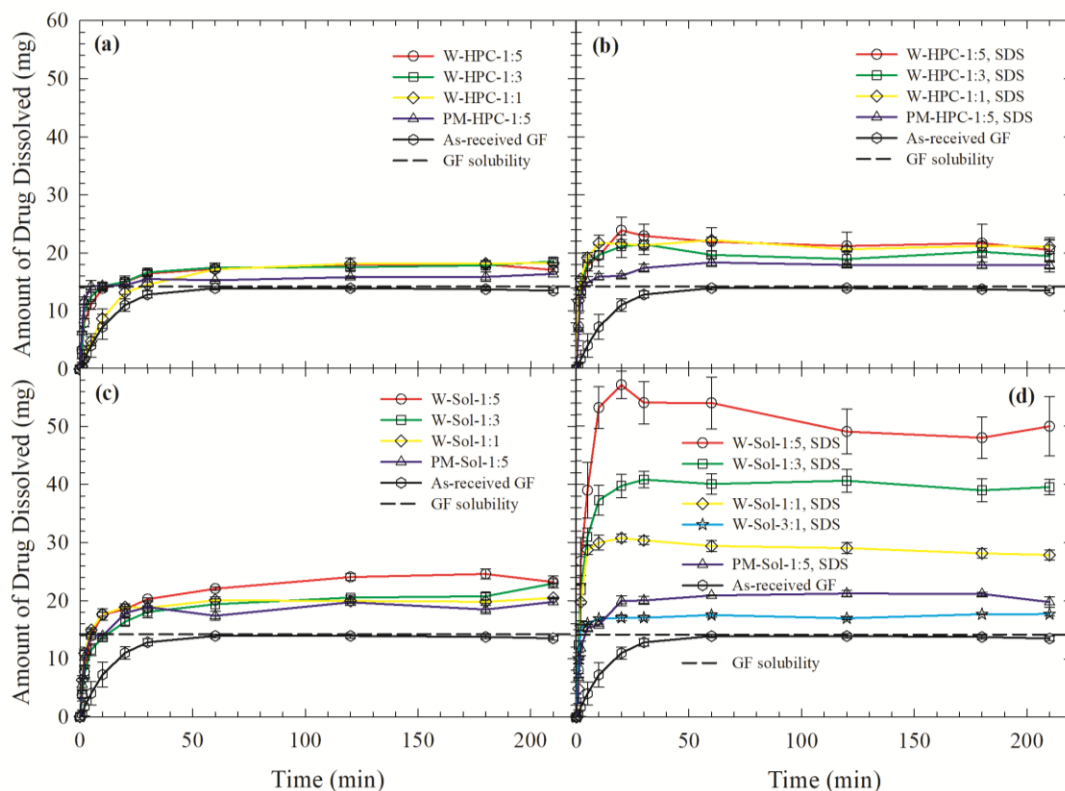 Amount of Drug Dissolved (mg)
60
50
40
30
20
10
0
(a)
W-HPC-1:5
W-HPC-1:3
W-HPC-1:1
PM-HPC-1:5
As-received GF
GF solubility
(b)
W-HPC-1:5, SDS
W-HPC-1:3, SDS
W-HPC-1:1, SDS
PM-HPC-1:5, SDS
As-received GF
GF solubility
Amount of Drug Dissolved (mg)
50
40
30
20
10
0
(c)
W-Sol-1:5
W-Sol-1:3
W-Sol-1:1
PM-Sol-1:5
As-received GF
GF solubility
(d)
W-Sol-1:5, SDS
W-Sol-1:3, SDS
W-Sol-1:1, SDS
W-Sol-3:1, SDS
PM-Sol-1:5, SDS
As-received GF
GF solubility
0 50 100 150 200
0 50 100 150 200
Time (min)
Time (min)